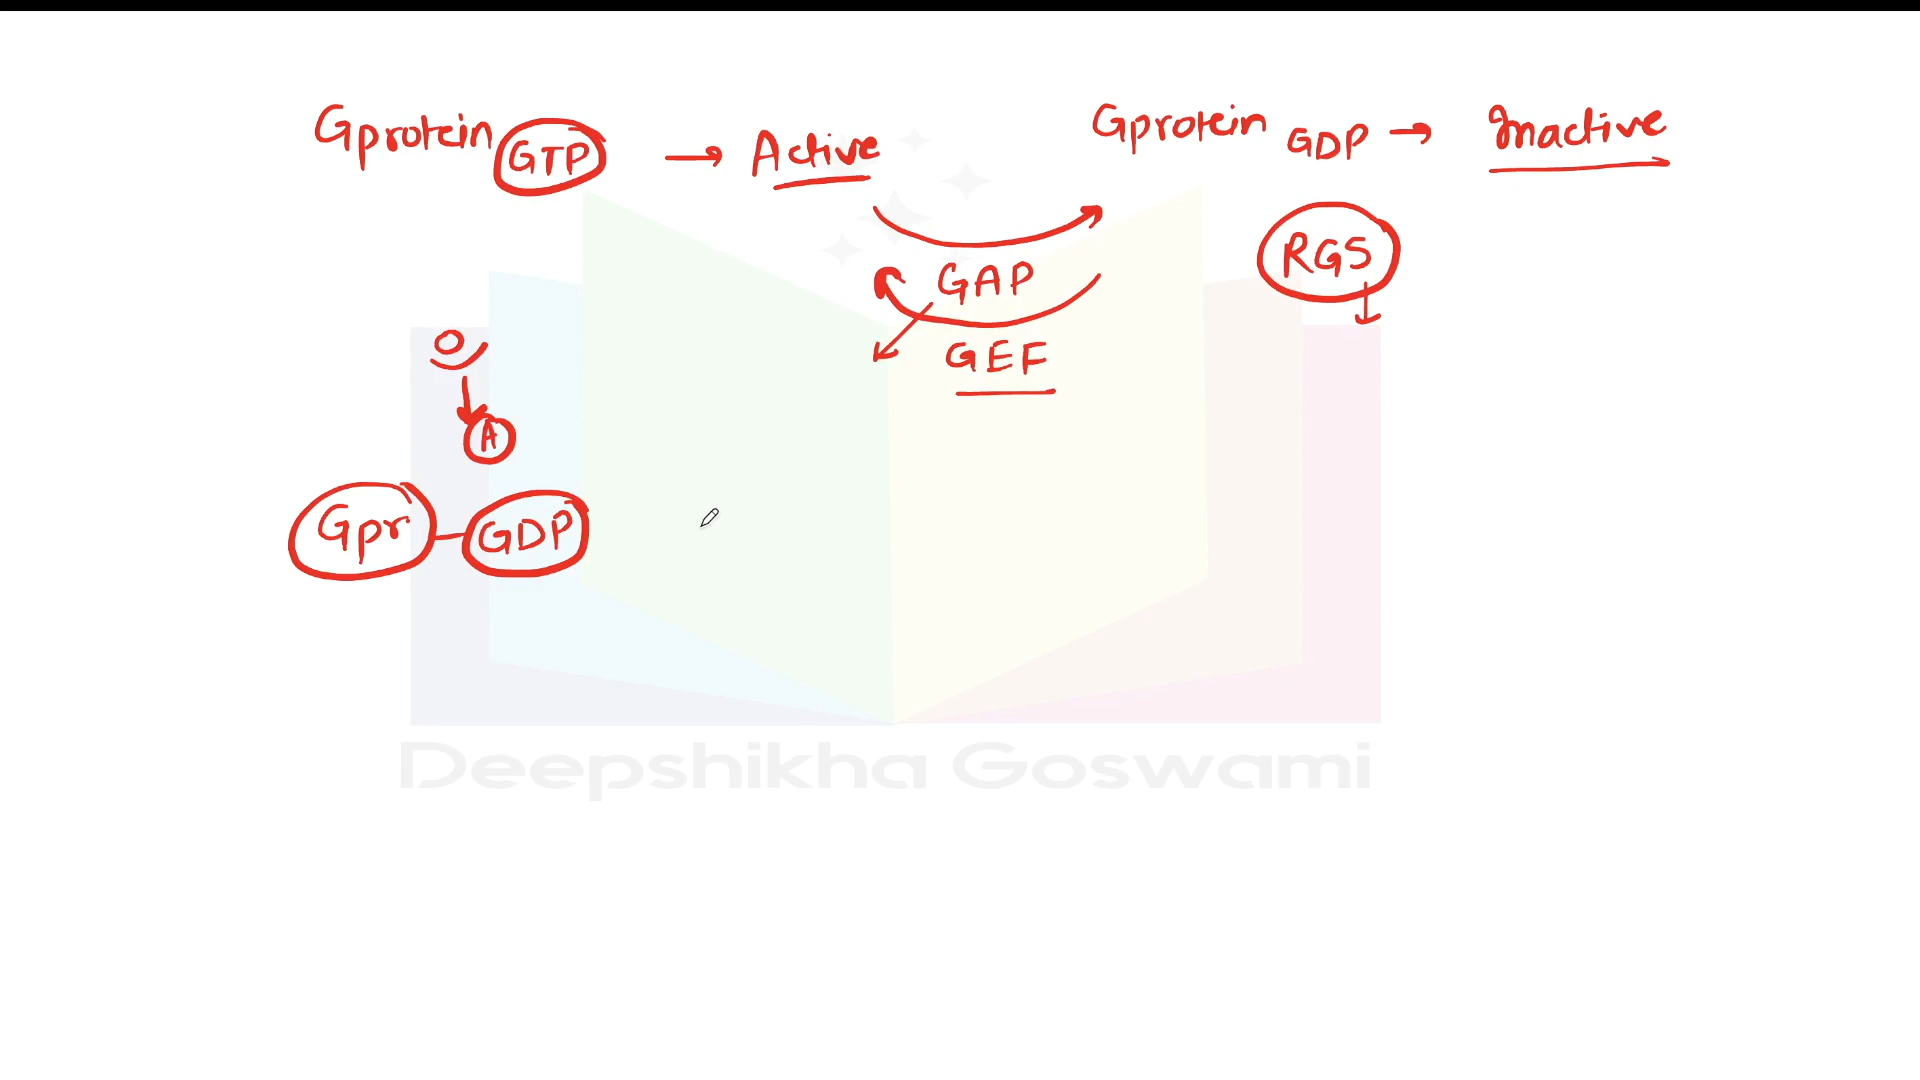 Gprotein GTP → Active
Gprotein GDP → Inactive
RGS
GAP
GEF
A
Gpr - GDP
Deepshikha Goswami